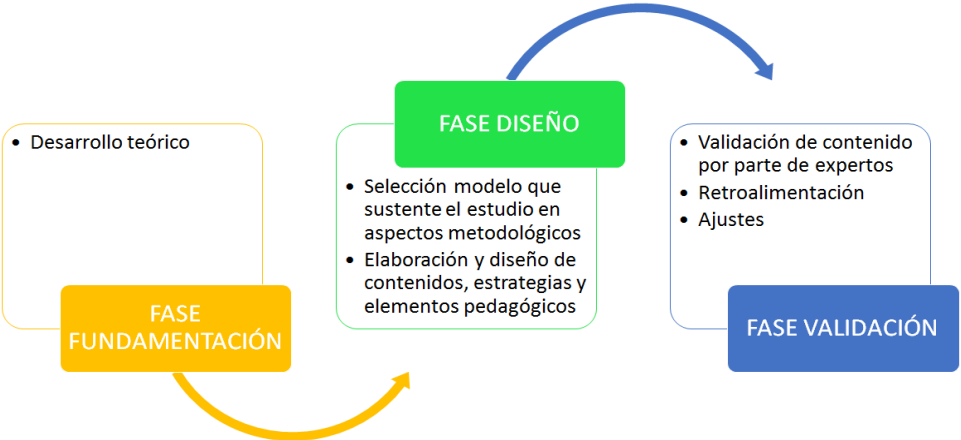 • Desarrollo teórico
FASE
FUNDAMENTACIÓN
FASE DISEÑO
• Selección modelo que
sustente el estudio en
aspectos metodológicos
• Elaboración y diseño de
contenidos, estrategias y
elementos pedagógicos
• Validación de contenido
por parte de expertos
• Retroalimentación
• Ajustes
FASE VALIDACIÓN